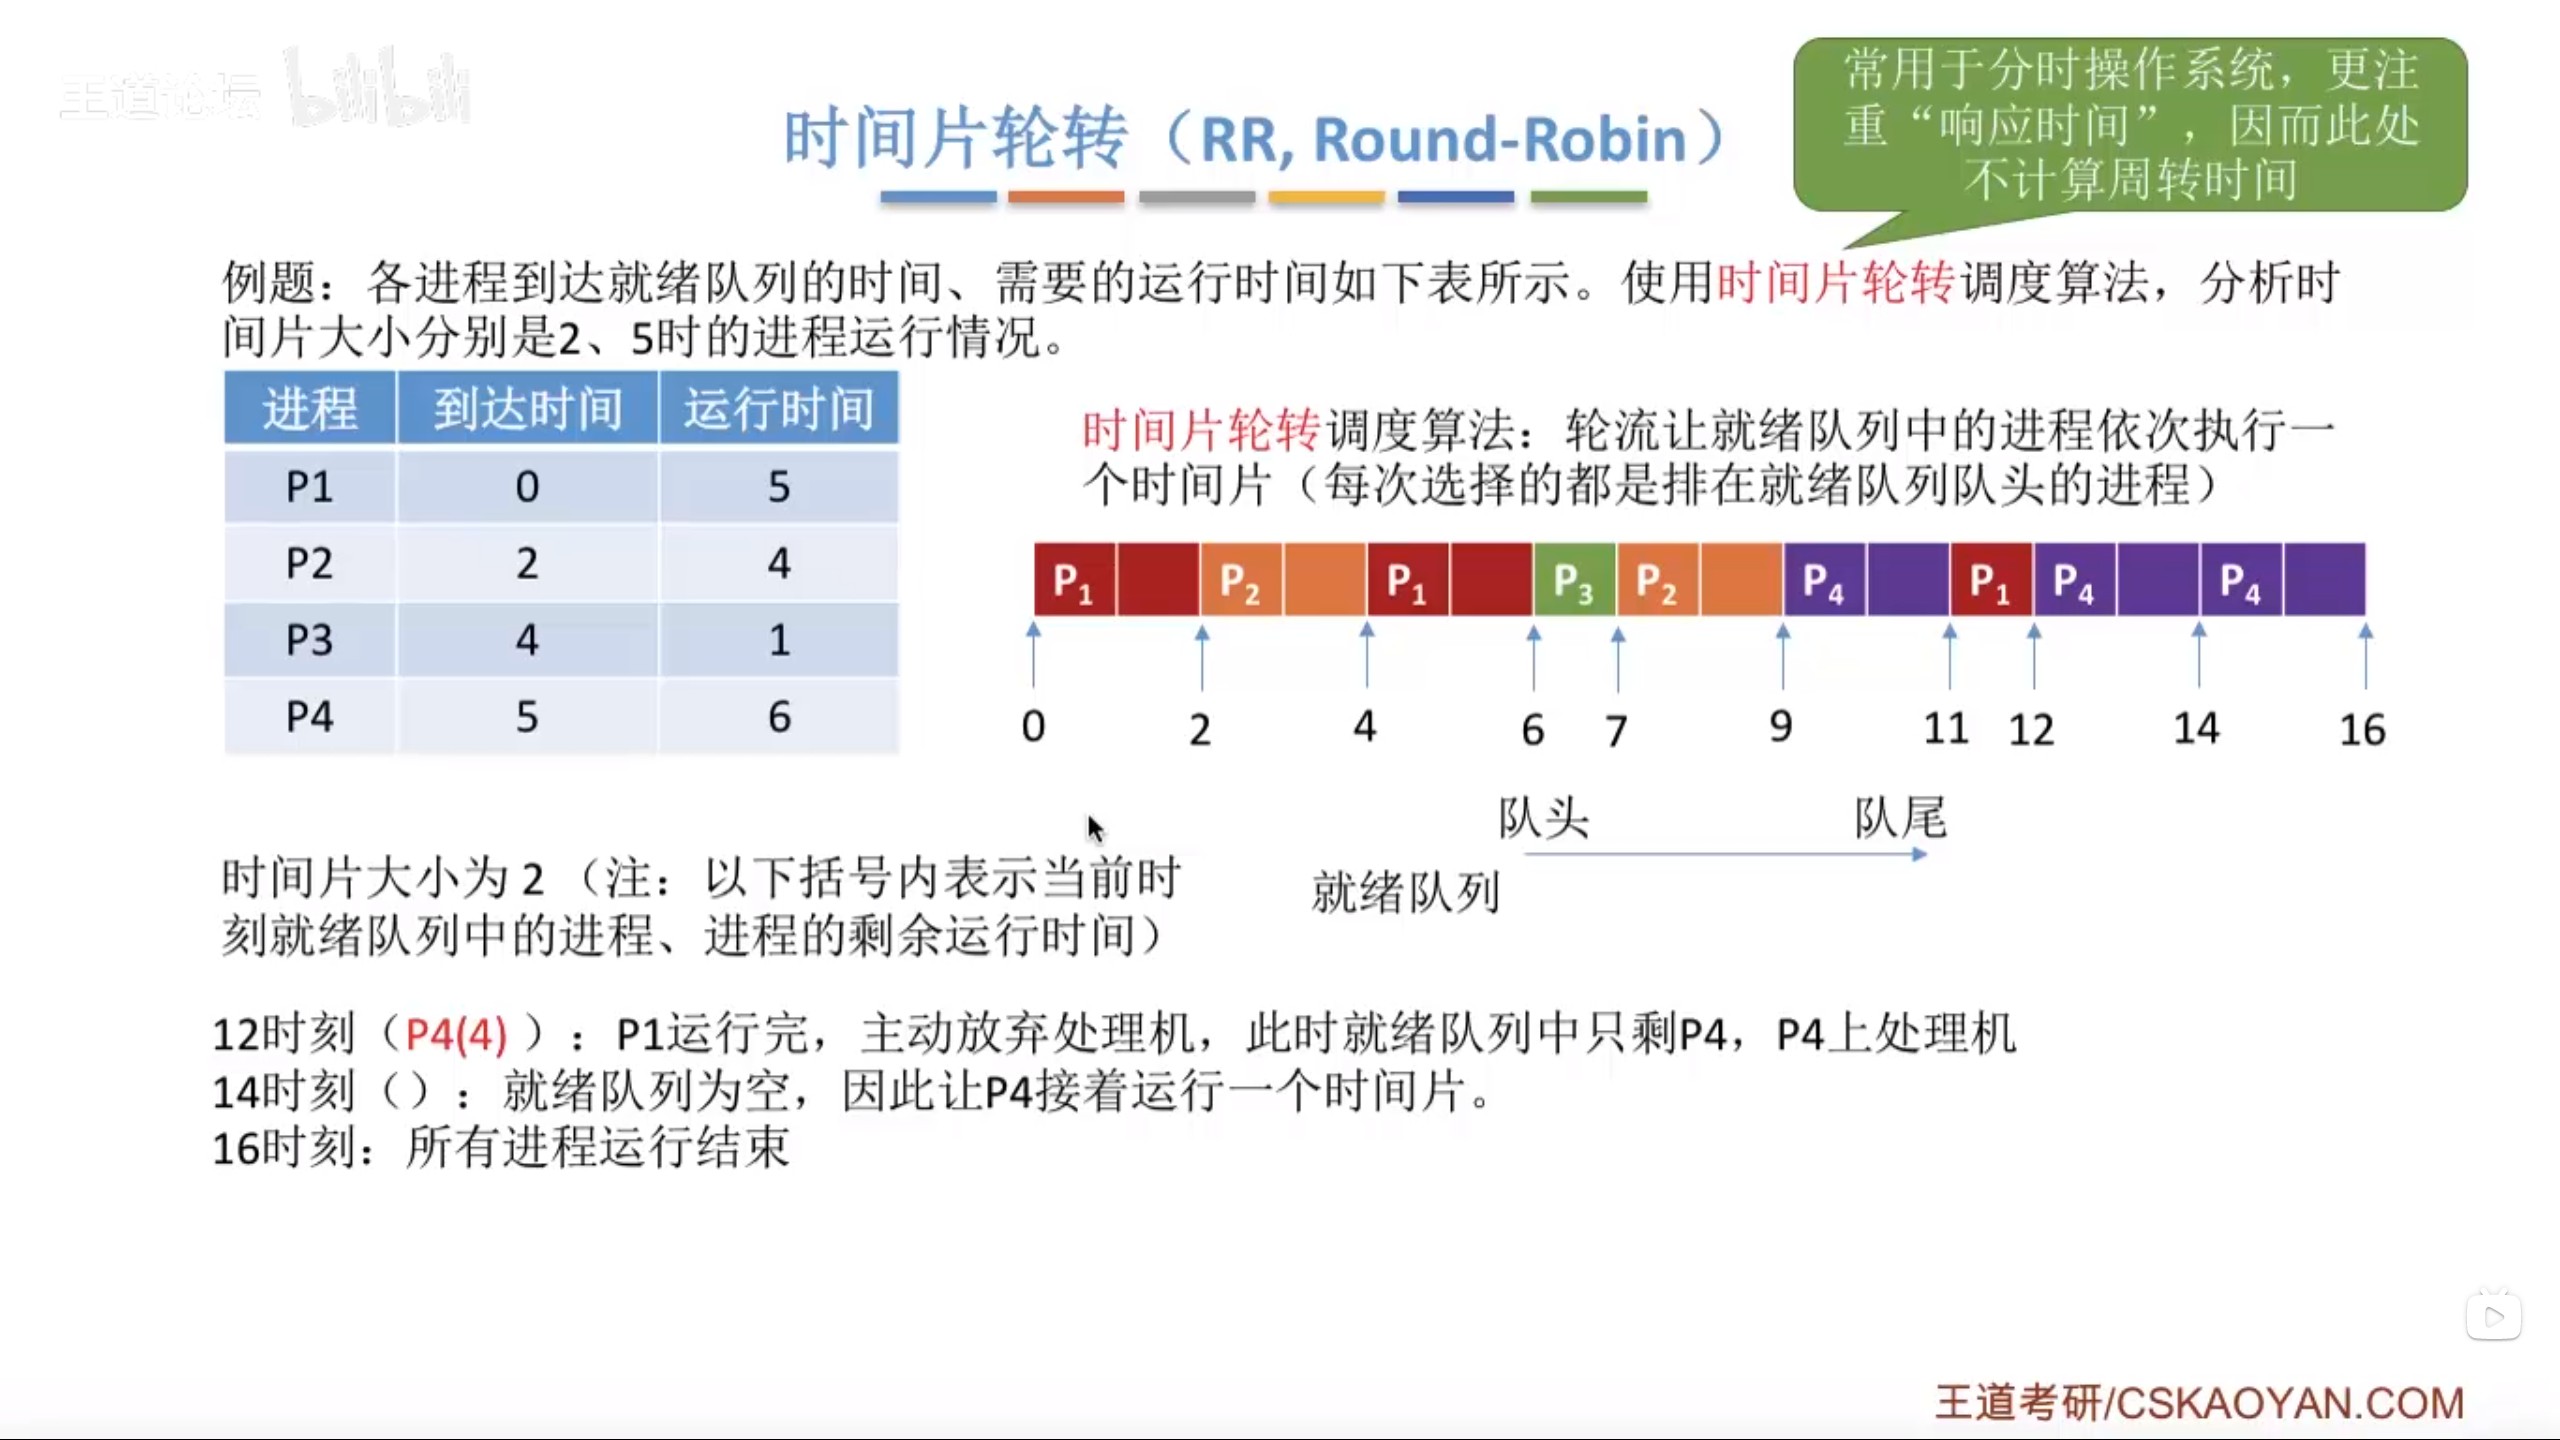 王道论坛 bilibili
时间片轮转（RR, Round-Robin）
常用于分时操作系统，更注
重“响应时间”，因而此处
不计算周转时间
例题：各进程到达就绪队列的时间、需要的运行时间如下表所示。使用时间片轮转调度算法，分析时
间片大小分别是2、5时的进程运行情况。
进程 到达时间 运行时间
P1 0 5
P2 2 4
P3 4 1
P4 5 6
时间片轮转调度算法：轮流让就绪队列中的进程依次执行一
个时间片（每次选择的都是排在就绪队列队头的进程）
P1 P2 P1 P3 P2 P4 P1 P4 P4
0 2 4 6 7 9 11 12 14 16
队头 队尾
就绪队列
时间片大小为 2 （注：以下括号内表示当前时
刻就绪队列中的进程、进程的剩余运行时间）
12时刻（P4(4) ）：P1运行完，主动放弃处理机，此时就绪队列中只剩P4，P4上处理机
14时刻（）：就绪队列为空，因此让P4接着运行一个时间片。
16时刻：所有进程运行结束
王道考研/CSKAOYAN.COM